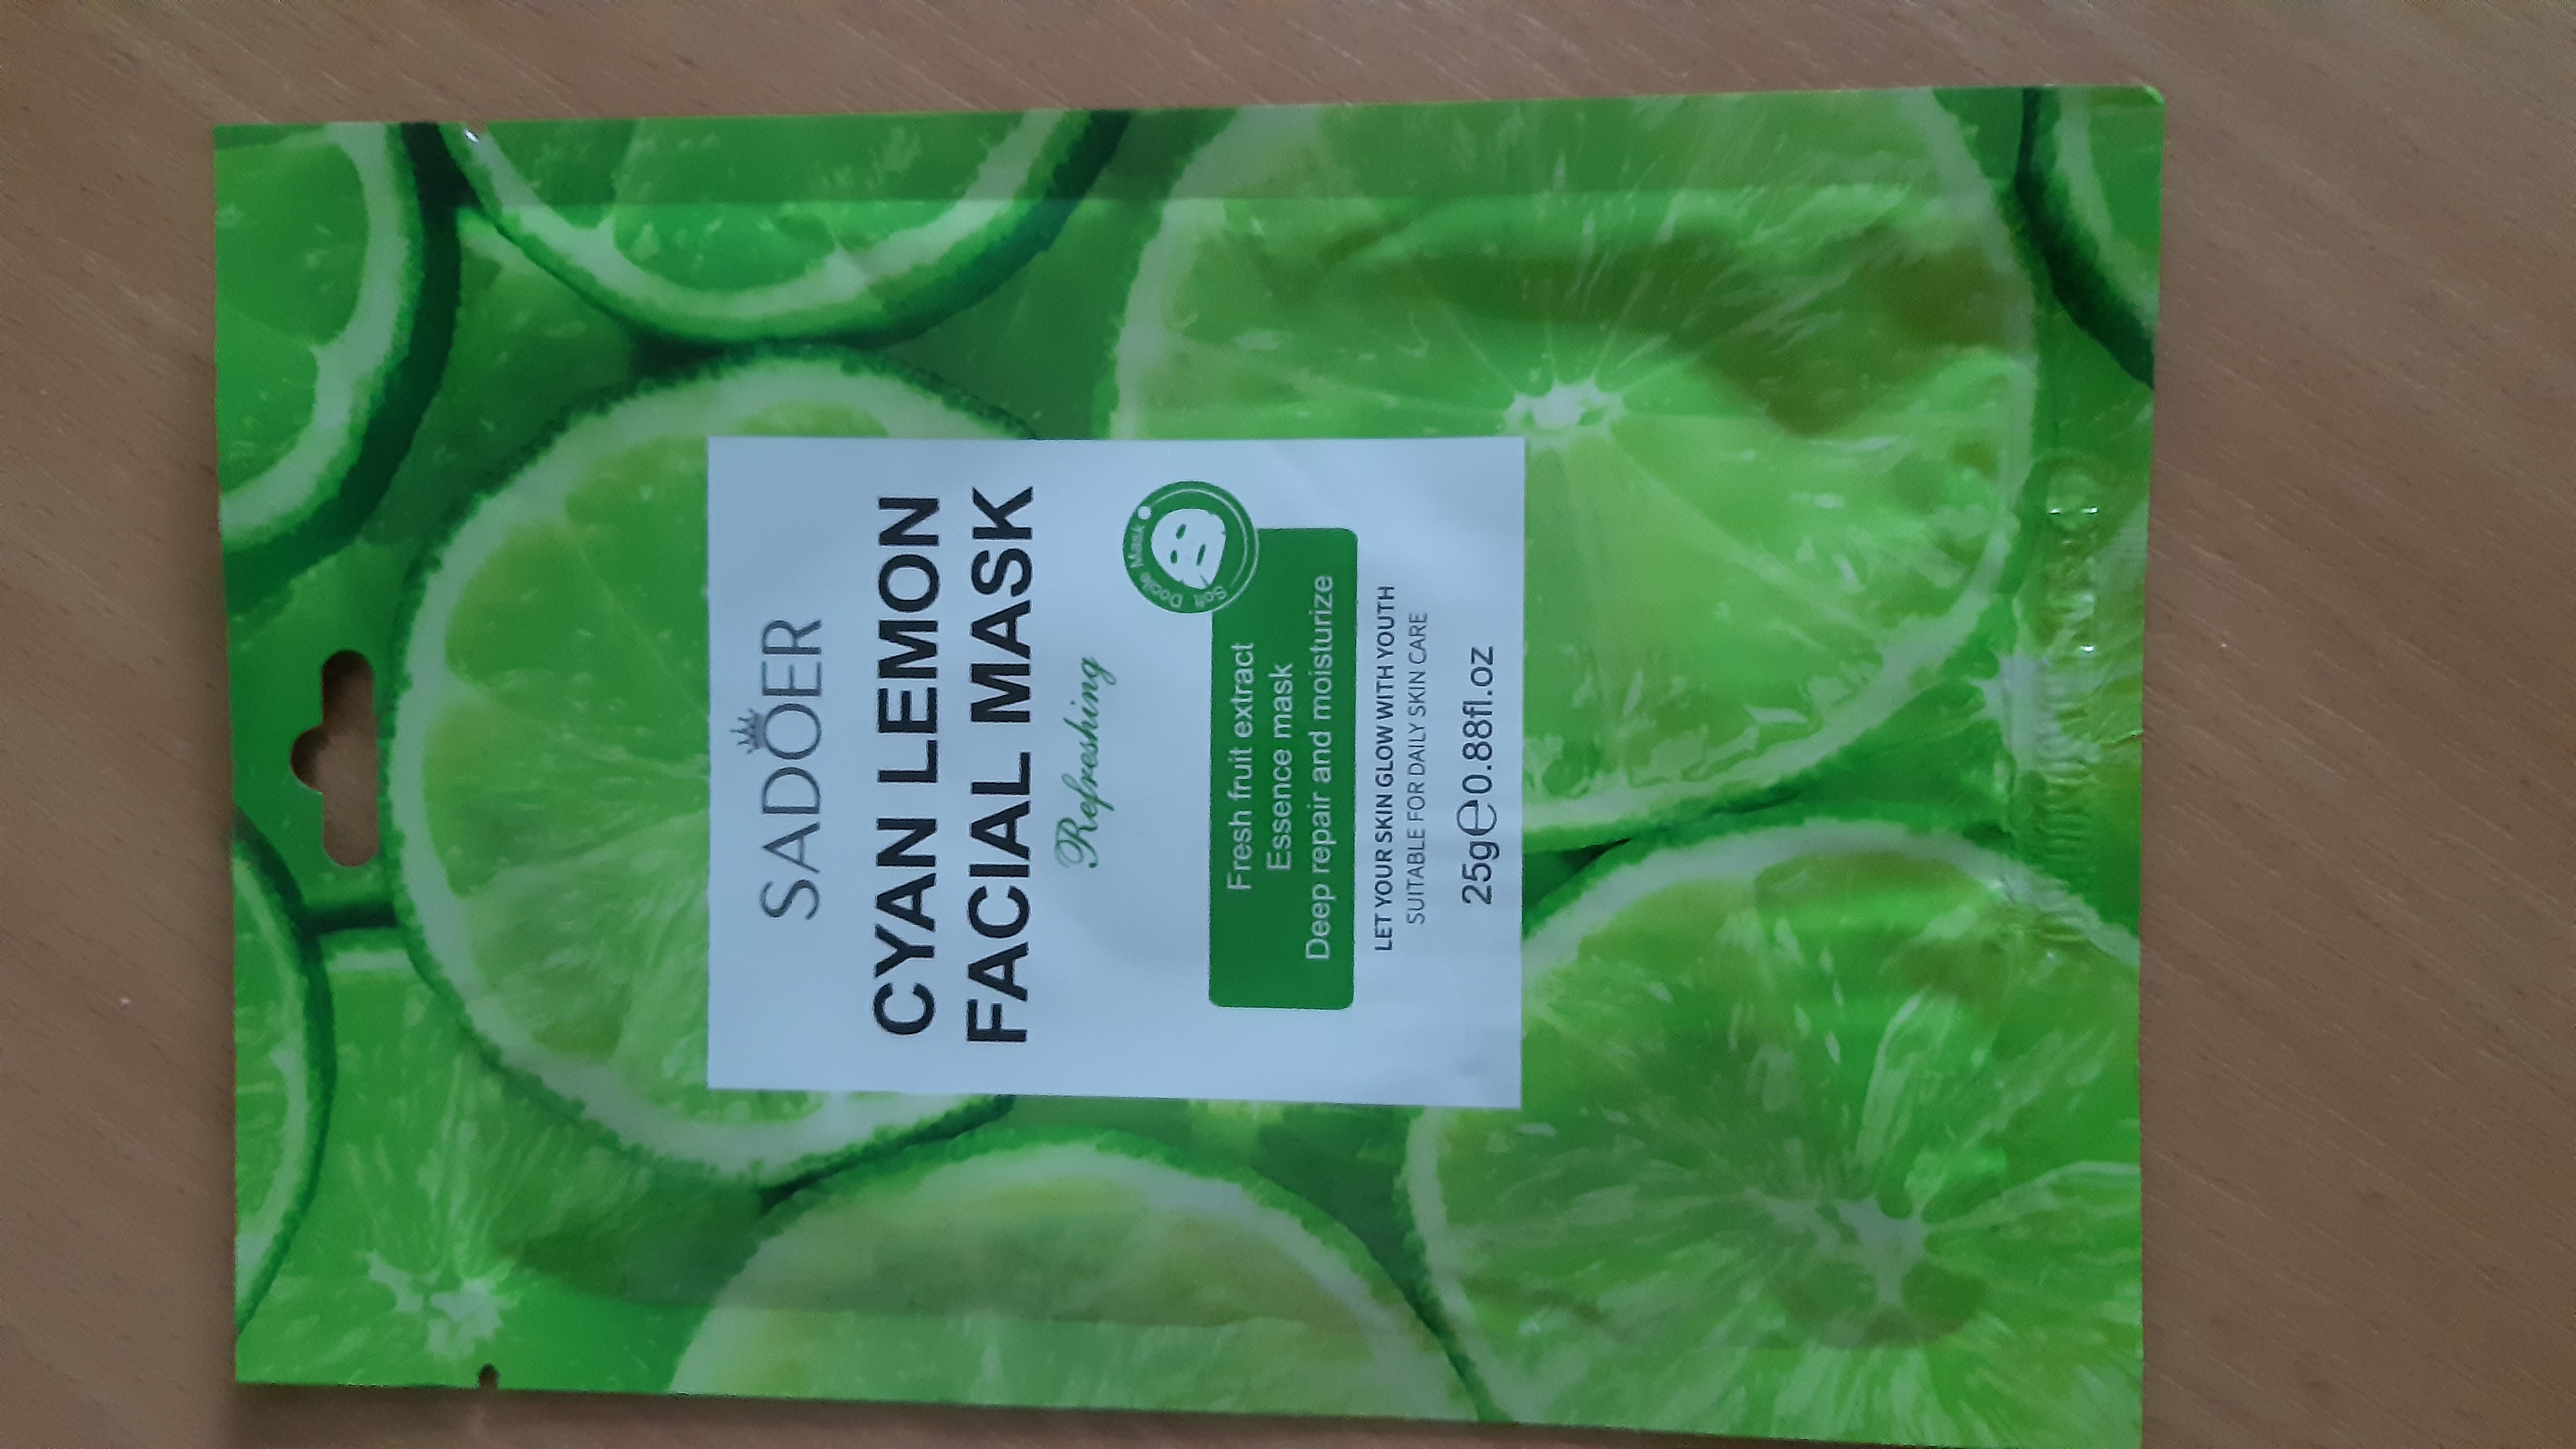 SADOER
CYAN LEMON
FACIAL MASK
Refreshing
Soft Docile Mask
Fresh fruit extract
Essence mask
Deep repair and moisturize
LET YOUR SKIN GLOW WITH YOUTH
SUITABLE FOR DAILY SKIN CARE
25g℮0.88fl.oz